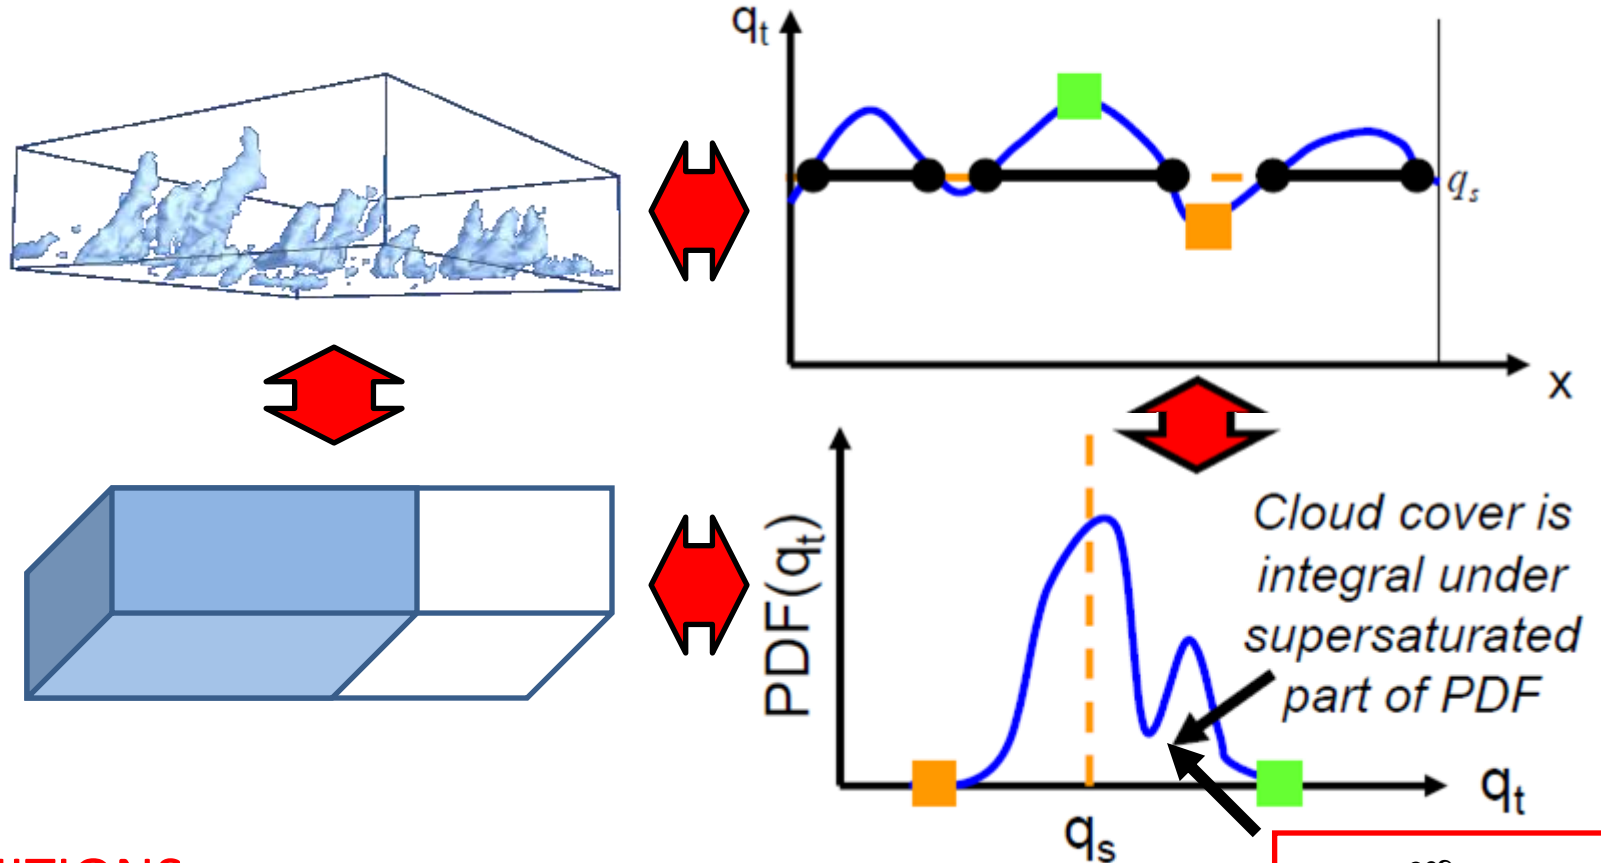 qt
qs
x
PDF(qt)
Cloud cover is
integral under
supersaturated
part of PDF
qt
qs